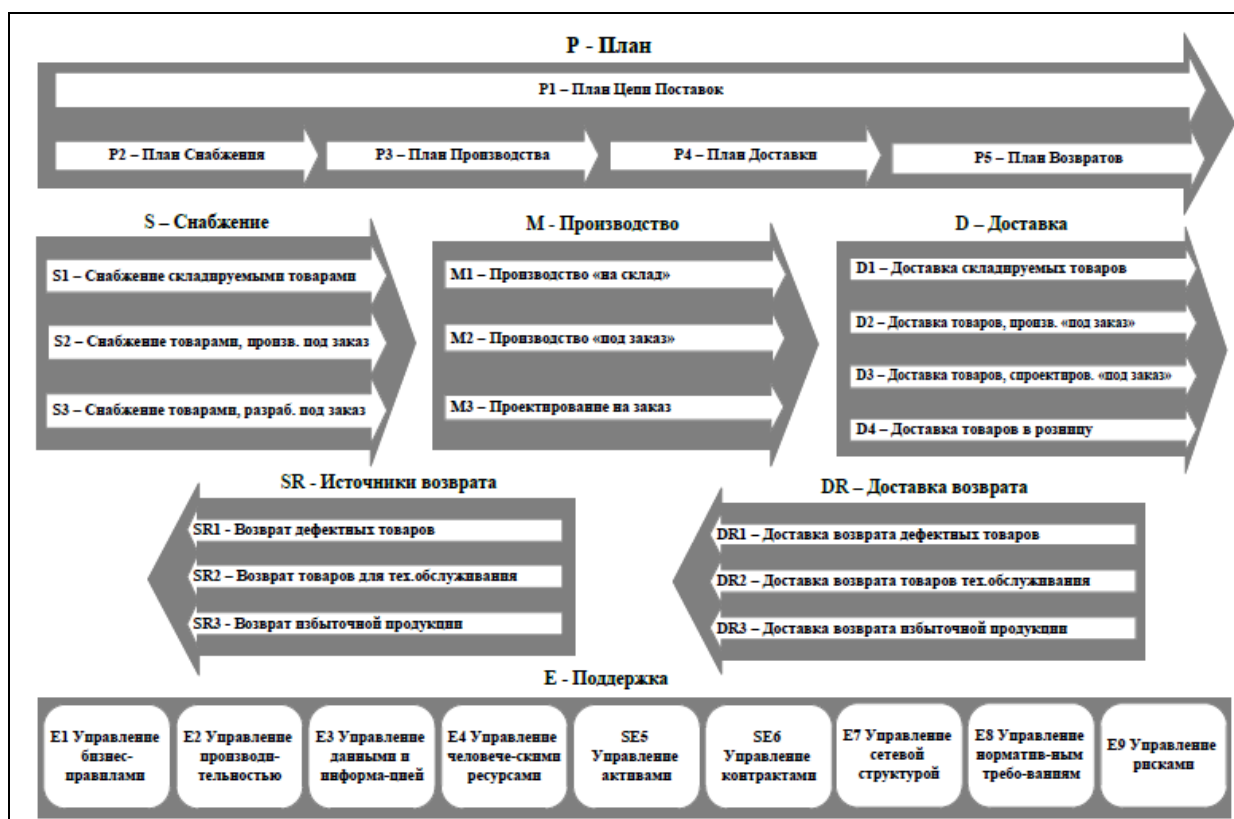 P - План
P1 – План Цепи Поставок
P2 – План Снабжения
P3 – План Производства
P4 – План Доставки
P5 – План Возвратов
S – Снабжение
S1 – Снабжение складируемыми товарами
S2 – Снабжение товарами, произв. под заказ
S3 – Снабжение товарами, разраб. под заказ
M - Производство
M1 – Производство «на склад»
M2 – Производство «под заказ»
M3 – Проектирование на заказ
D – Доставка
D1 – Доставка складируемых товаров
D2 – Доставка товаров, произв. «под заказ»
D3 – Доставка товаров, спроектиров. «под заказ»
D4 – Доставка товаров в розницу
SR - Источники возврата
SR1 - Возврат дефектных товаров
SR2 – Возврат товаров для тех.обслуживания
SR3 - Возврат избыточной продукции
DR – Доставка возврата
DR1 – Доставка возврата дефектных товаров
DR2 – Доставка возврата товаров тех.обслуживания
DR3 – Доставка возврата избыточной продукции
E - Поддержка
E1 Управление
бизнес-
правилами
E2 Управление
производи-
тельностью
E3 Управление
данными и
информа-цией
E4 Управление
человече-скими
ресурсами
SE5
Управление
активами
SE6
Управление
контрактами
E7 Управление
сетевой
структурой
E8 Управление
норматив-ным
требо-ваниям
E9 Управление
рисками